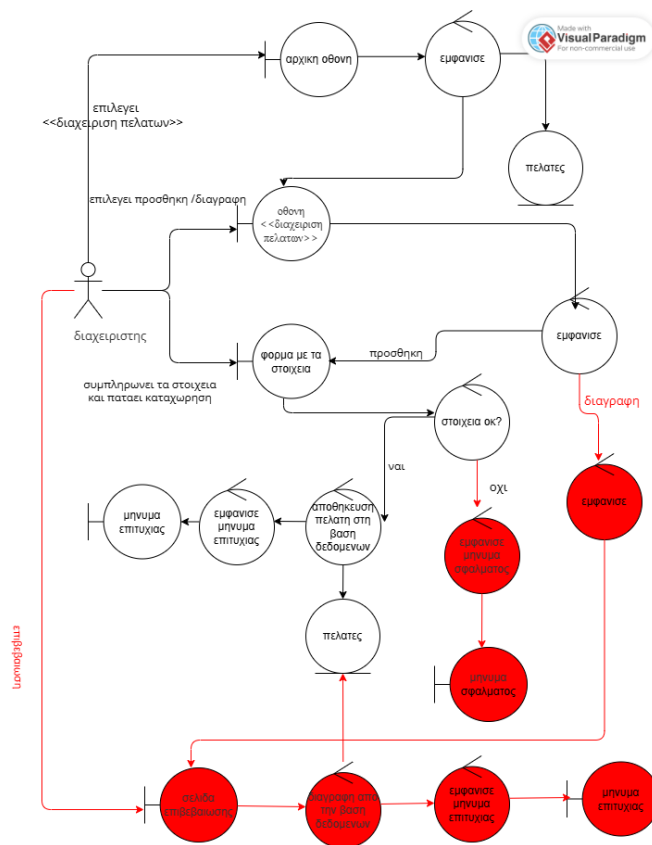 Made with
Visual Paradigm
For non-commercial use
αρχικη οθονη
εμφανισε
επιλεγει
<<διαχειριση πελατων>>
πελατες
επιλεγει προσθηκη /διαγραφη
οθονη
<<διαχειριση
πελατων>>
διαχειριστης
φορμα με τα
στοιχεια
προσθηκη
εμφανισε
συμπληρωνει τα στοιχεια
και παταει καταχωρηση
διαγραφη
στοιχεια οκ?
ναι
οχι
μηνυμα
επιτυχιας
εμφανισε
μηνυμα
επιτυχιας
αποθηκευση
πελατη στη
βαση
δεδομενων
εμφανισε
μηνυμα
σφαλματος
εμφανισε
πελατες
μηνυμα
σφαλματος
επιβεβαιωση
σελιδα
επιβεβαιωσης
διαγραφη απο
την βαση
δεδομενων
εμφανισε
μηνυμα
επιτυχιας
μηνυμα
επιτυχιας